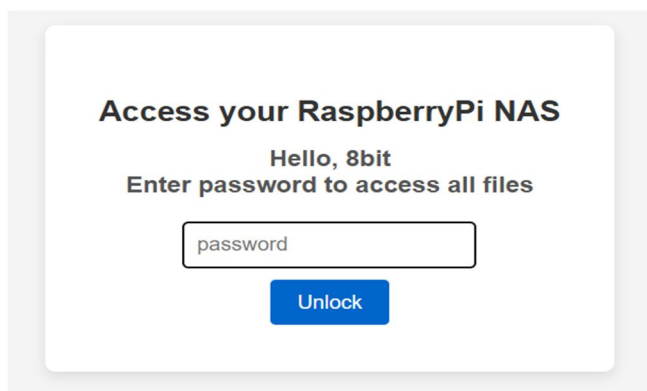 Access your RaspberryPi NAS
Hello, 8bit
Enter password to access all files
password
Unlock